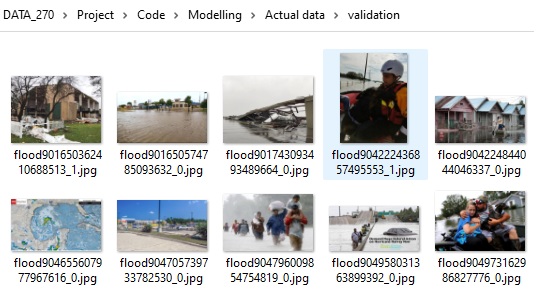 DATA_270 > Project > Code > Modelling > Actual data > validation
flood9016503624
10688513_1.jpg
flood9016505747
85093632_0.jpg
flood9017430934
93489664_0.jpg
flood9042224368
57495553_1.jpg
flood9042248440
44046337_0.jpg
flood9046556079
77967616_0.jpg
flood9047057397
33782530_0.jpg
flood9047960098
54754819_0.jpg
flood9049580313
63899392_0.jpg
flood9049731629
86827776_0.jpg